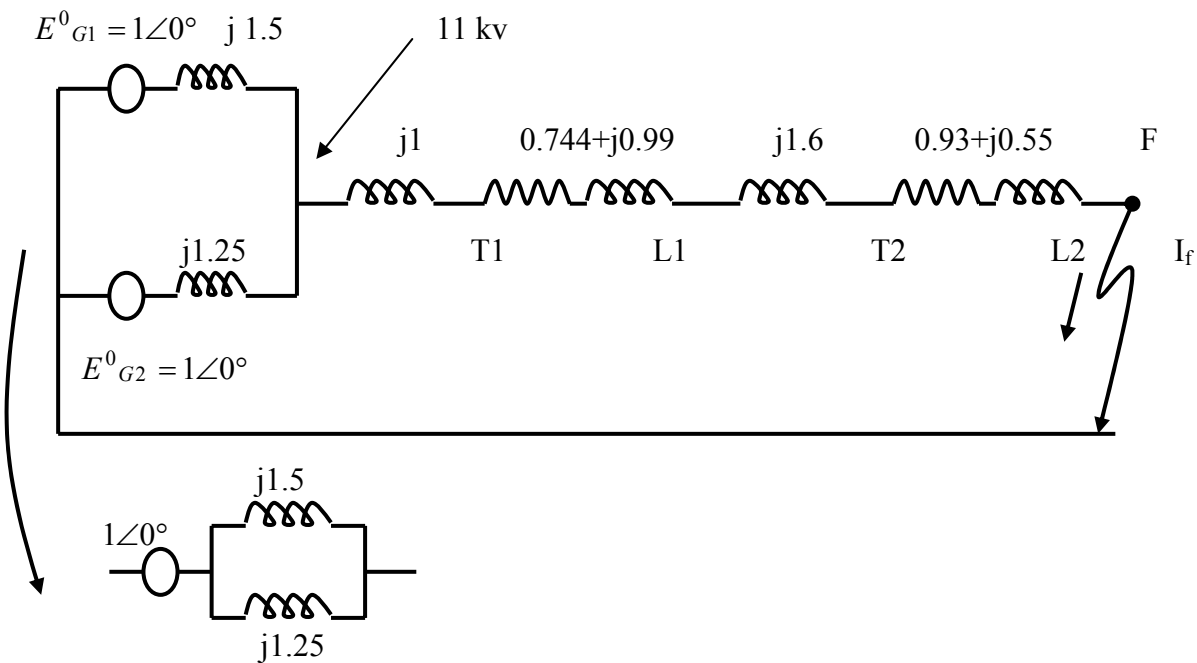 E⁰G1 = 1∠0° j 1.5 11 kv
j1 0.744+j0.99 j1.6 0.93+j0.55 F
j1.25 T1 L1 T2 L2 If
E⁰G2 = 1∠0°
j1.5
1∠0°
j1.25